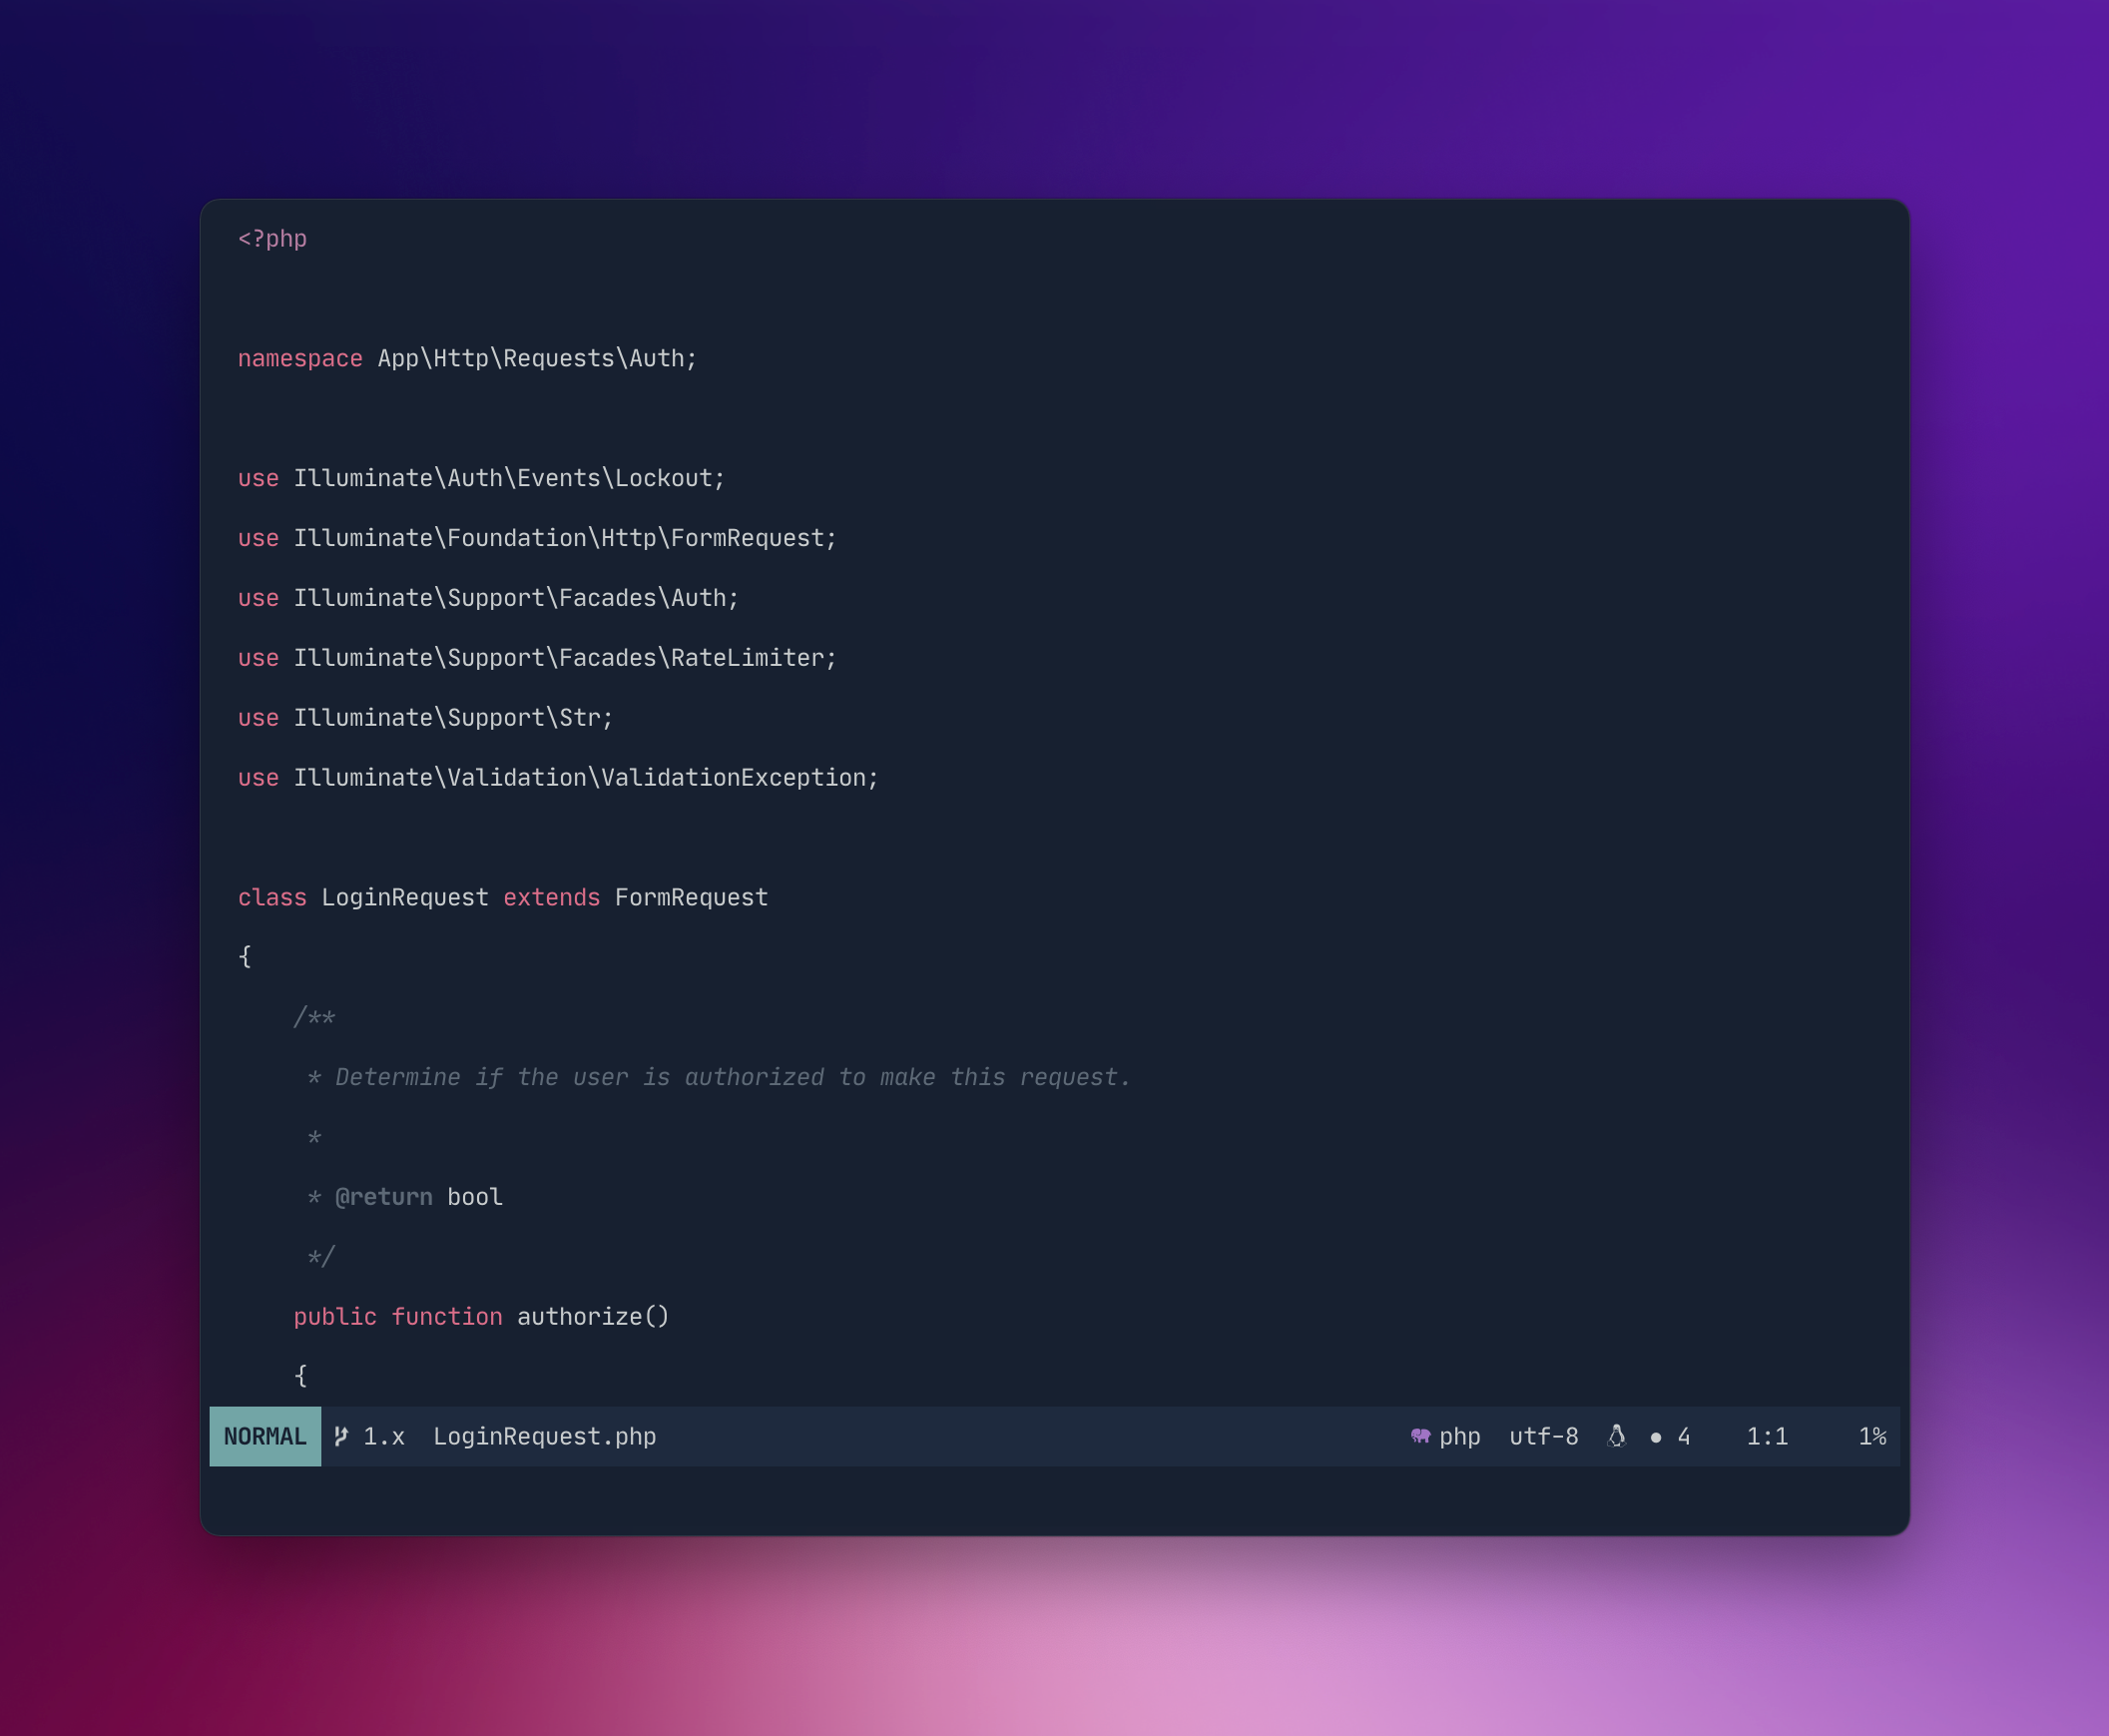 <?php
namespace App\Http\Requests\Auth;
use Illuminate\Auth\Events\Lockout;
use Illuminate\Foundation\Http\FormRequest;
use Illuminate\Support\Facades\Auth;
use Illuminate\Support\Facades\RateLimiter;
use Illuminate\Support\Str;
use Illuminate\Validation\ValidationException;
class LoginRequest extends FormRequest
{
    /**
     * Determine if the user is authorized to make this request.
     *
     * @return bool
     */
    public function authorize()
    {
NORMAL 1.x LoginRequest.php php utf-8 • 4 1:1 1%